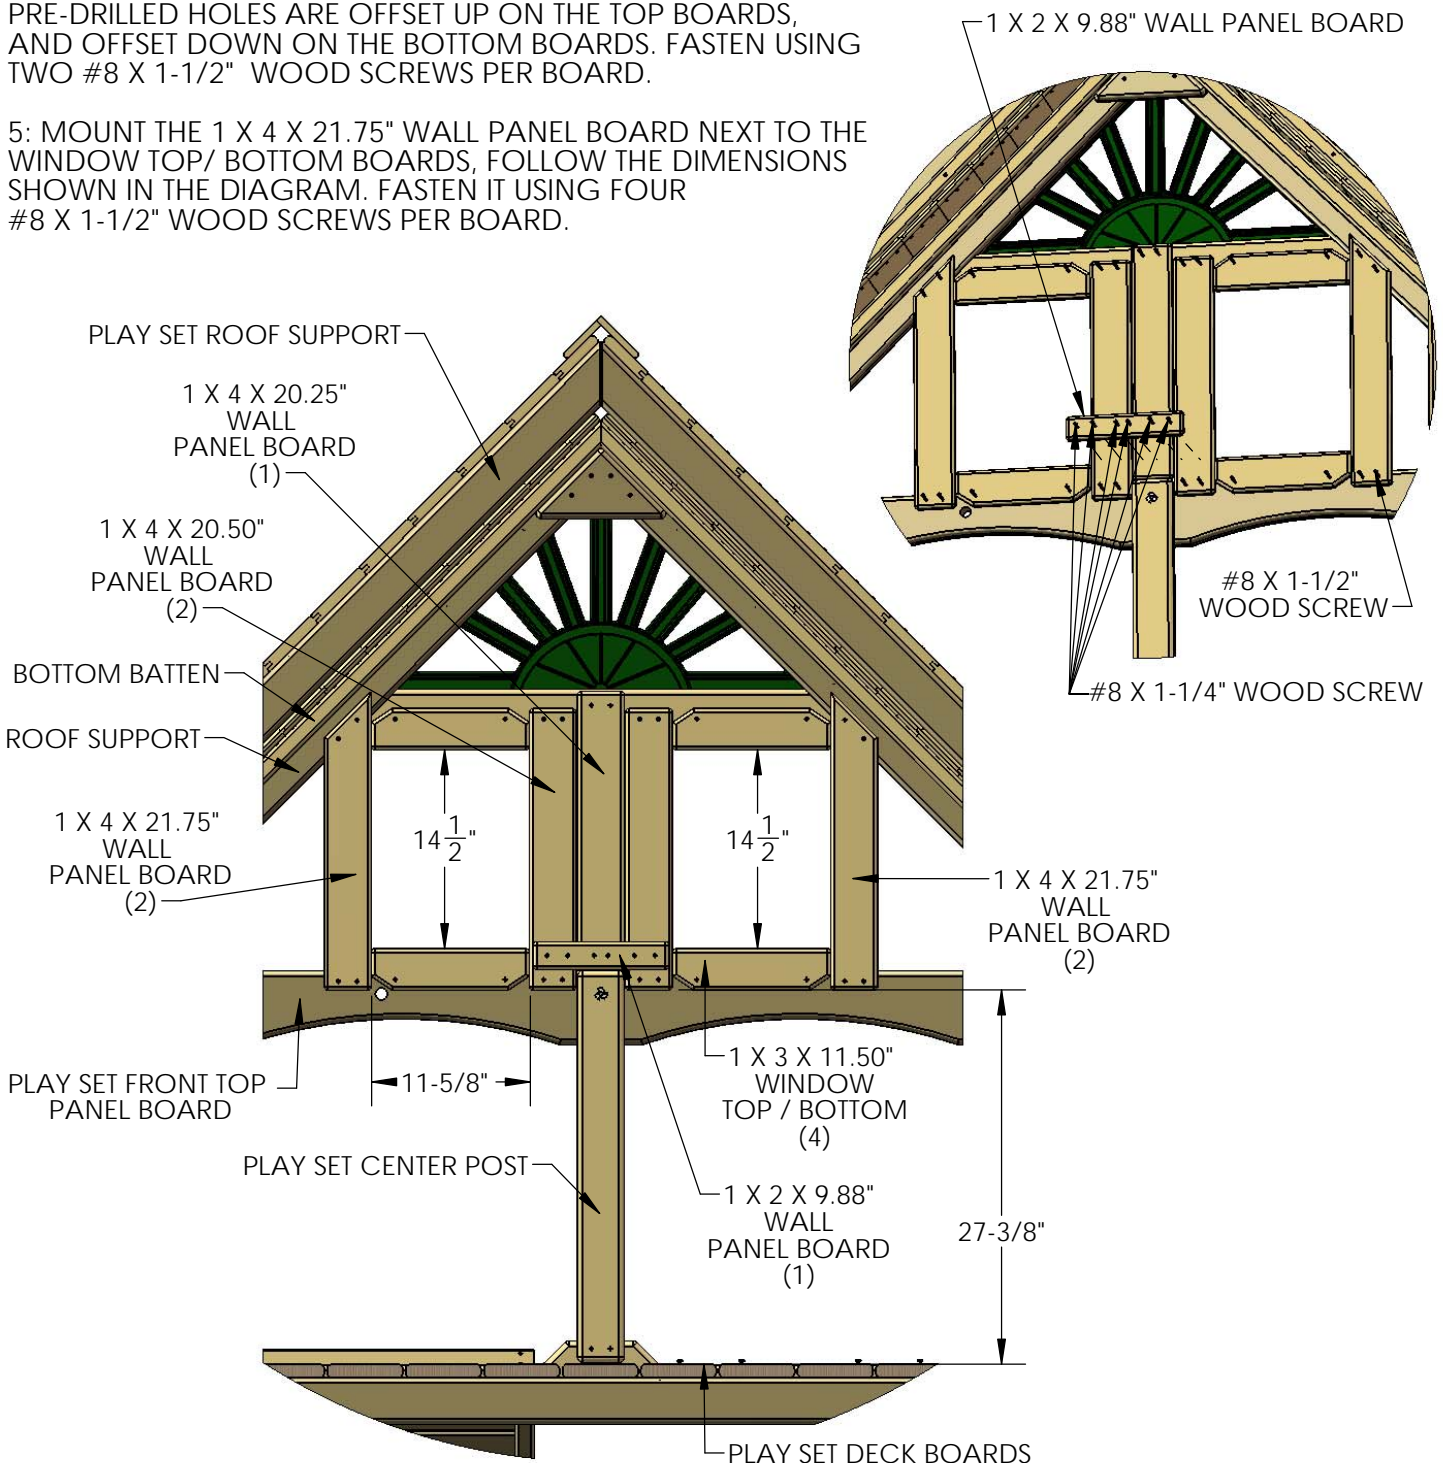 PRE-DRILLED HOLES ARE OFFSET UP ON THE TOP BOARDS,
AND OFFSET DOWN ON THE BOTTOM BOARDS. FASTEN USING
TWO #8 X 1-1/2" WOOD SCREWS PER BOARD.
5: MOUNT THE 1 X 4 X 21.75" WALL PANEL BOARD NEXT TO THE
WINDOW TOP/ BOTTOM BOARDS, FOLLOW THE DIMENSIONS
SHOWN IN THE DIAGRAM. FASTEN IT USING FOUR
#8 X 1-1/2" WOOD SCREWS PER BOARD.
1 X 2 X 9.88" WALL PANEL BOARD
#8 X 1-1/2"
WOOD SCREW
#8 X 1-1/4" WOOD SCREW
PLAY SET ROOF SUPPORT
1 X 4 X 20.25"
WALL
PANEL BOARD
(1)
1 X 4 X 20.50"
WALL
PANEL BOARD
(2)
BOTTOM BATTEN
ROOF SUPPORT
1 X 4 X 21.75"
WALL
PANEL BOARD
(2)
14 1/2"
14 1/2"
1 X 4 X 21.75"
WALL
PANEL BOARD
(2)
PLAY SET FRONT TOP
PANEL BOARD
11-5/8"
1 X 3 X 11.50"
WINDOW
TOP / BOTTOM
(4)
PLAY SET CENTER POST
1 X 2 X 9.88"
WALL
PANEL BOARD
(1)
27-3/8"
PLAY SET DECK BOARDS